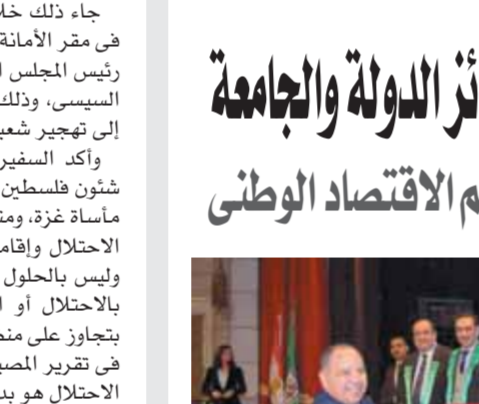 ئز الدولة والجامعة
م الاقتصاد الوطنى
جاء ذلك خلا
فى مقر الأمانة
رئيس المجلس ا
السيسى، وذلك
إلى تهجير شعب
وأكد السفير
شئون فلسطين
مأساة غزة، ومن
الاحتلال وإقام
وليس بالحلول
بالاحتلال أو ا
بتجاوز على من
فى تقرير المصي
الاحتلال هو بد